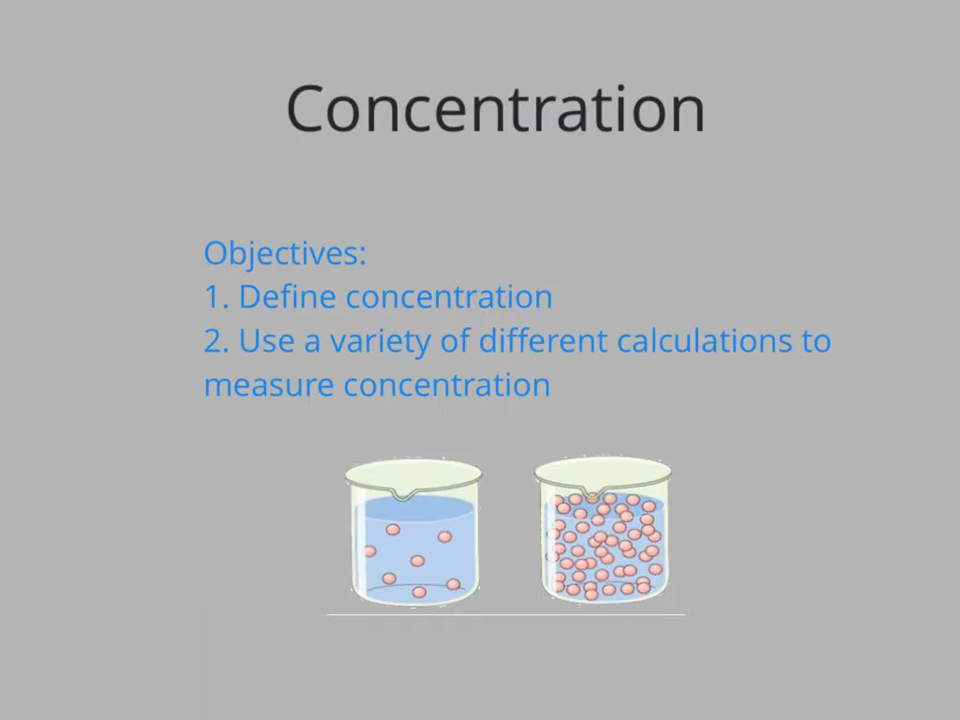 Concentration
Objectives:
1. Define concentration
2. Use a variety of different calculations to
measure concentration